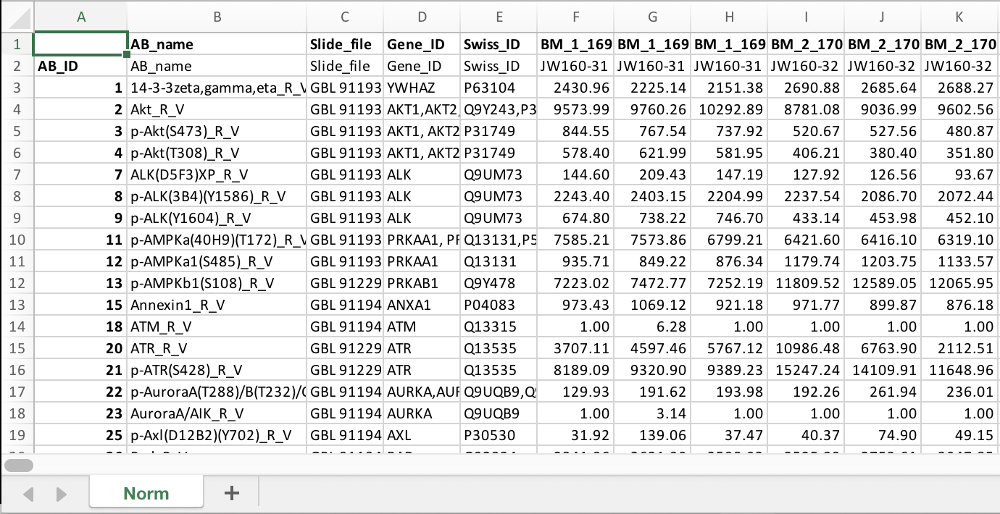 A B C D E F G H I J K
1 AB_name Slide_file Gene_ID Swiss_ID BM_1_169 BM_1_169 BM_1_169 BM_2_170 BM_2_170 BM_2_170
2 AB_ID AB_name Slide_file Gene_ID Swiss_ID JW160-31 JW160-31 JW160-31 JW160-32 JW160-32 JW160-32
3 1 14-3-3zeta,gamma,eta_R_V GBL 91193 YWHAZ P63104 2430.96 2225.14 2151.38 2690.88 2685.64 2688.27
4 2 Akt_R_V GBL 91193 AKT1,AKT2, Q9Y243,P3 9573.99 9760.26 10292.89 8781.08 9036.99 9602.56
5 3 p-Akt(S473)_R_V GBL 91193 AKT1, AKT2 P31749 844.55 767.54 737.92 520.67 527.56 480.87
6 4 p-Akt(T308)_R_V GBL 91193 AKT1, AKT2 P31749 578.40 621.99 581.95 406.21 380.40 351.80
7 7 ALK(D5F3)XP_R_V GBL 91193 ALK Q9UM73 144.60 209.43 147.19 127.92 126.56 93.67
8 8 p-ALK(3B4)(Y1586)_R_V GBL 91193 ALK Q9UM73 2243.40 2403.15 2204.99 2237.54 2086.70 2072.44
9 9 p-ALK(Y1604)_R_V GBL 91193 ALK Q9UM73 674.80 738.22 746.70 433.14 453.98 452.10
10 11 p-AMPKa(40H9)(T172)_R_V GBL 91193 PRKAA1, PR Q13131,P5 7585.21 7573.86 6799.21 6421.60 6416.10 6319.10
11 12 p-AMPKa1(S485)_R_V GBL 91193 PRKAA1 Q13131 935.71 849.22 876.34 1179.74 1203.75 1133.57
12 13 p-AMPKb1(S108)_R_V GBL 91229 PRKAB1 Q9Y478 7223.02 7472.77 7252.19 11809.52 12589.05 12065.95
13 15 Annexin1_R_V GBL 91194 ANXA1 P04083 973.43 1069.12 921.18 971.77 899.87 876.18
14 18 ATM_R_V GBL 91194 ATM Q13315 1.00 6.28 1.00 1.00 1.00 1.00
15 20 ATR_R_V GBL 91229 ATR Q13535 3707.11 4597.46 5767.12 10986.48 6763.90 2112.51
16 21 p-ATR(S428)_R_V GBL 91229 ATR Q13535 8189.09 9320.90 9389.23 15247.24 14109.91 11648.96
17 22 p-AuroraA(T288)/B(T232)/C GBL 91194 AURKA,AUR Q9UQB9,Q9 129.93 191.62 193.98 192.26 261.94 236.01
18 23 AuroraA/AIK_R_V GBL 91194 AURKA Q9UQB9 1.00 3.14 1.00 1.00 1.00 1.00
19 25 p-Axl(D12B2)(Y702)_R_V GBL 91194 AXL P30530 31.92 139.06 37.47 40.37 74.90 49.15
Norm